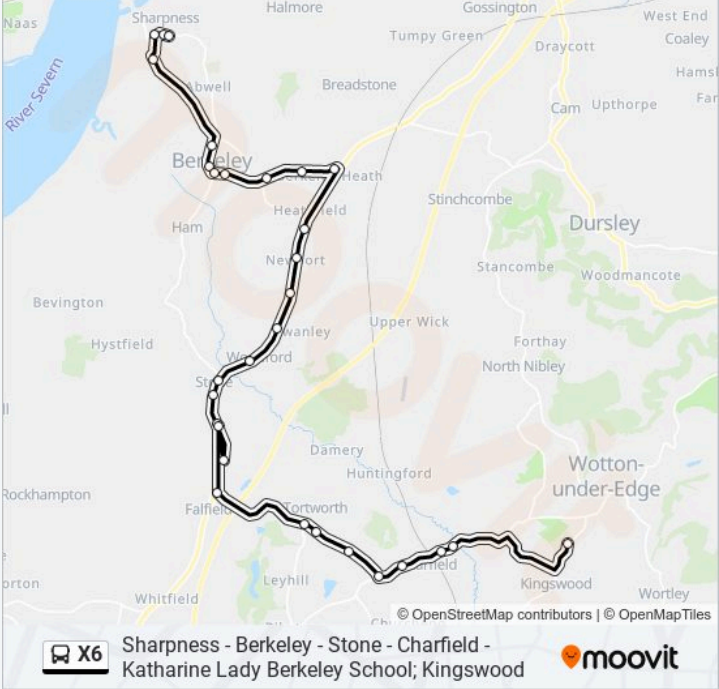 Naas
Sharpness
Halmore
Gossington
West End
Coaley
Tumpy Green
Draycott
River Severn
Abwell
Breadstone
Cam
Upthorpe
Berkeley
Heath
Stinchcombe
Heathfield
Dursley
Ham
Newport
Stancombe
Woodmancote
Bevington
Swanley
Upper Wick
Hystfield
Woodford
Forthay
North Nibley
Stone
Damery
Wotton-
under-Edge
Huntingford
Rockhampton
Falfield
Tortworth
Leyhill
Charfield
Kingswood
Whitfield
Wortley
© OpenStreetMap contributors | © OpenMapTiles
X6
Sharpness - Berkeley - Stone - Charfield -
Katharine Lady Berkeley School; Kingswood
moovit